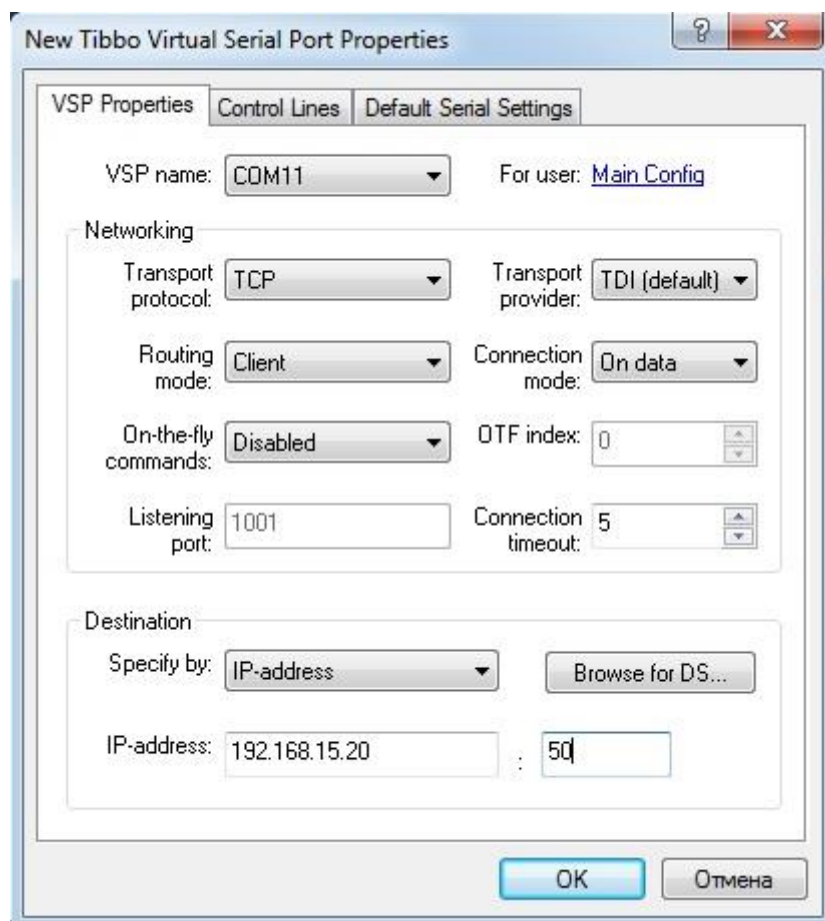 New Tibbo Virtual Serial Port Properties
VSP Properties Control Lines Default Serial Settings
VSP name: COM11 For user: Main Config
Networking
Transport protocol: TCP Transport provider: TDI (default)
Routing mode: Client Connection mode: On data
On-the-fly commands: Disabled OTF index: 0
Listening port: 1001 Connection timeout: 5
Destination
Specify by: IP-address Browse for DS...
IP-address: 192.168.15.20 : 50
OK Отмена